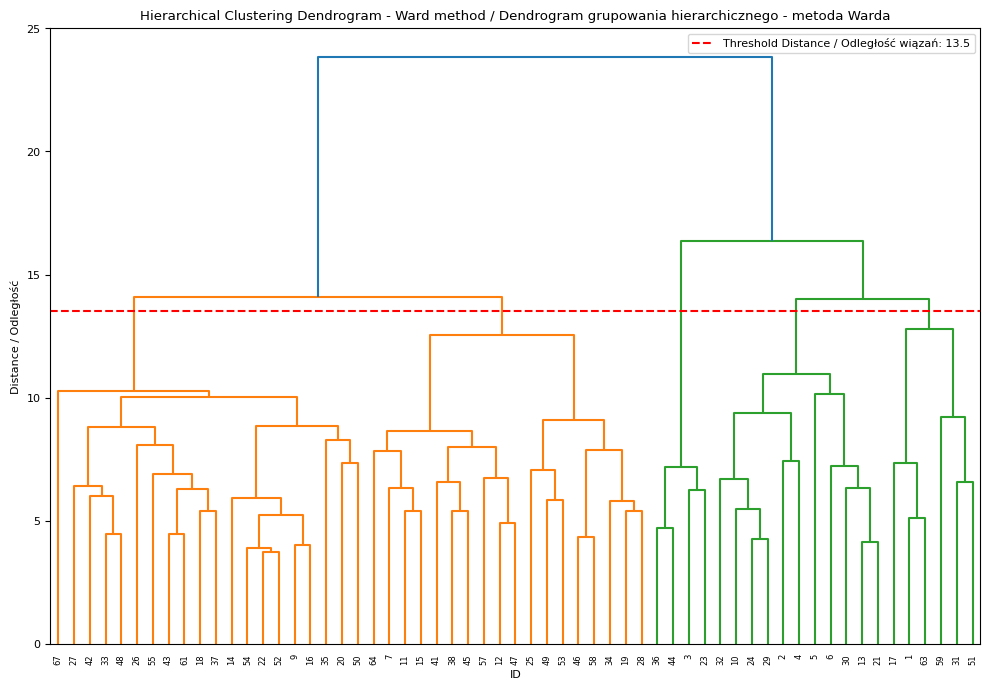 Hierarchical Clustering Dendrogram - Ward method / Dendrogram grupowania hierarchicznego - metoda Warda
Threshold Distance / Odległość wiązań: 13.5
Distance / Odległość
25
20
15
10
5
0
67 27 42 33 48 26 55 43 61 18 37 14 54 22 52 9 16 35 20 50 64 7 11 15 41 38 45 57 12 47 25 49 53 46 58 34 19 28 36 44 3 23 32 10 24 29 2 4 5 6 30 13 21 17 1 63 59 31 51
ID